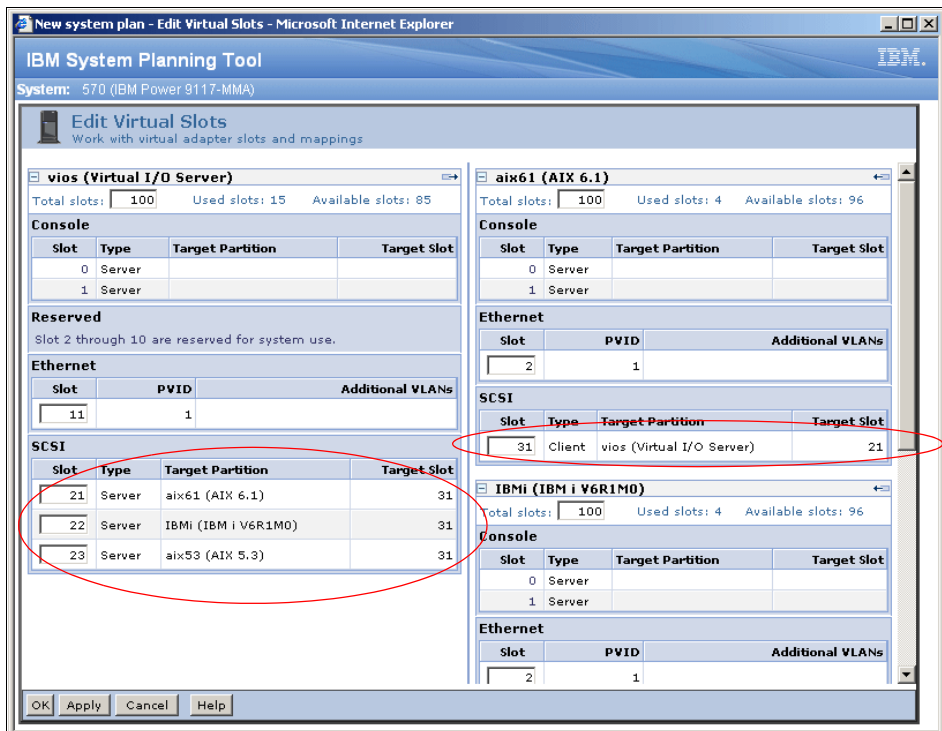 New system plan - Edit Virtual Slots - Microsoft Internet Explorer
IBM System Planning Tool
IBM.
System: 570 (IBM Power 9117-MMA)
Edit Virtual Slots
Work with virtual adapter slots and mappings
vios (Virtual I/O Server)
Total slots: 100 Used slots: 15 Available slots: 85
Console
Slot Type Target Partition Target Slot
0 Server
1 Server
Reserved
Slot 2 through 10 are reserved for system use.
Ethernet
Slot PVID Additional VLANs
11 1
SCSI
Slot Type Target Partition Target Slot
21 Server aix61 (AIX 6.1) 31
22 Server IBMi (IBM i V6R1M0) 31
23 Server aix53 (AIX 5.3) 31
aix61 (AIX 6.1)
Total slots: 100 Used slots: 4 Available slots: 96
Console
Slot Type Target Partition Target Slot
0 Server
1 Server
Ethernet
Slot PVID Additional VLANs
2 1
SCSI
Slot Type Target Partition Target Slot
31 Client vios (Virtual I/O Server) 21
IBMi (IBM i V6R1M0)
Total slots: 100 Used slots: 4 Available slots: 96
Console
Slot Type Target Partition Target Slot
0 Server
1 Server
Ethernet
Slot PVID Additional VLANs
2 1
OK Apply Cancel Help